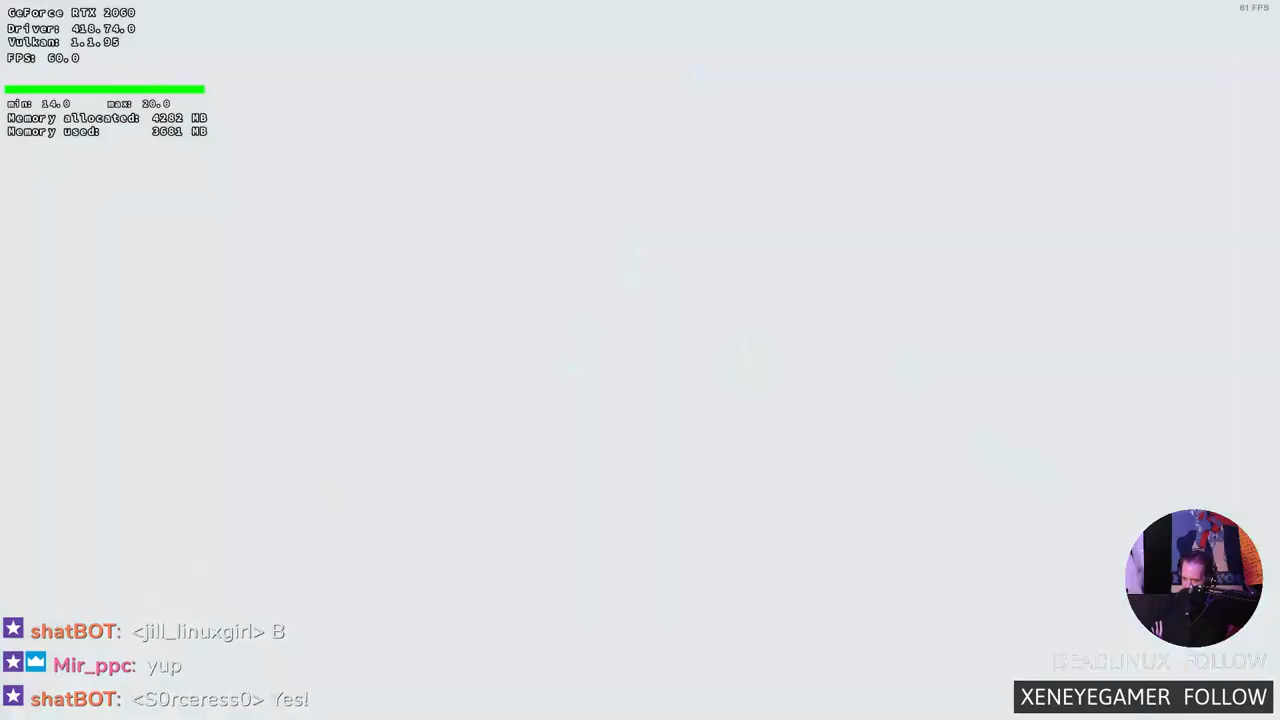 GeForce RTX 2060
61 FPS
Driver: 418.74.0
Vulkan: 1.1.95
FPS: 60.0
min: 14.0 max: 20.0
Memory allocated: 4282 MB
Memory used: 3681 MB
shatBOT: <jill_linuxgirl> B
Mir_ppc: yup
DEADLINUX FOLLOW
shatBOT: <S0rceress0> Yes!
XENEYEGAMER FOLLOW